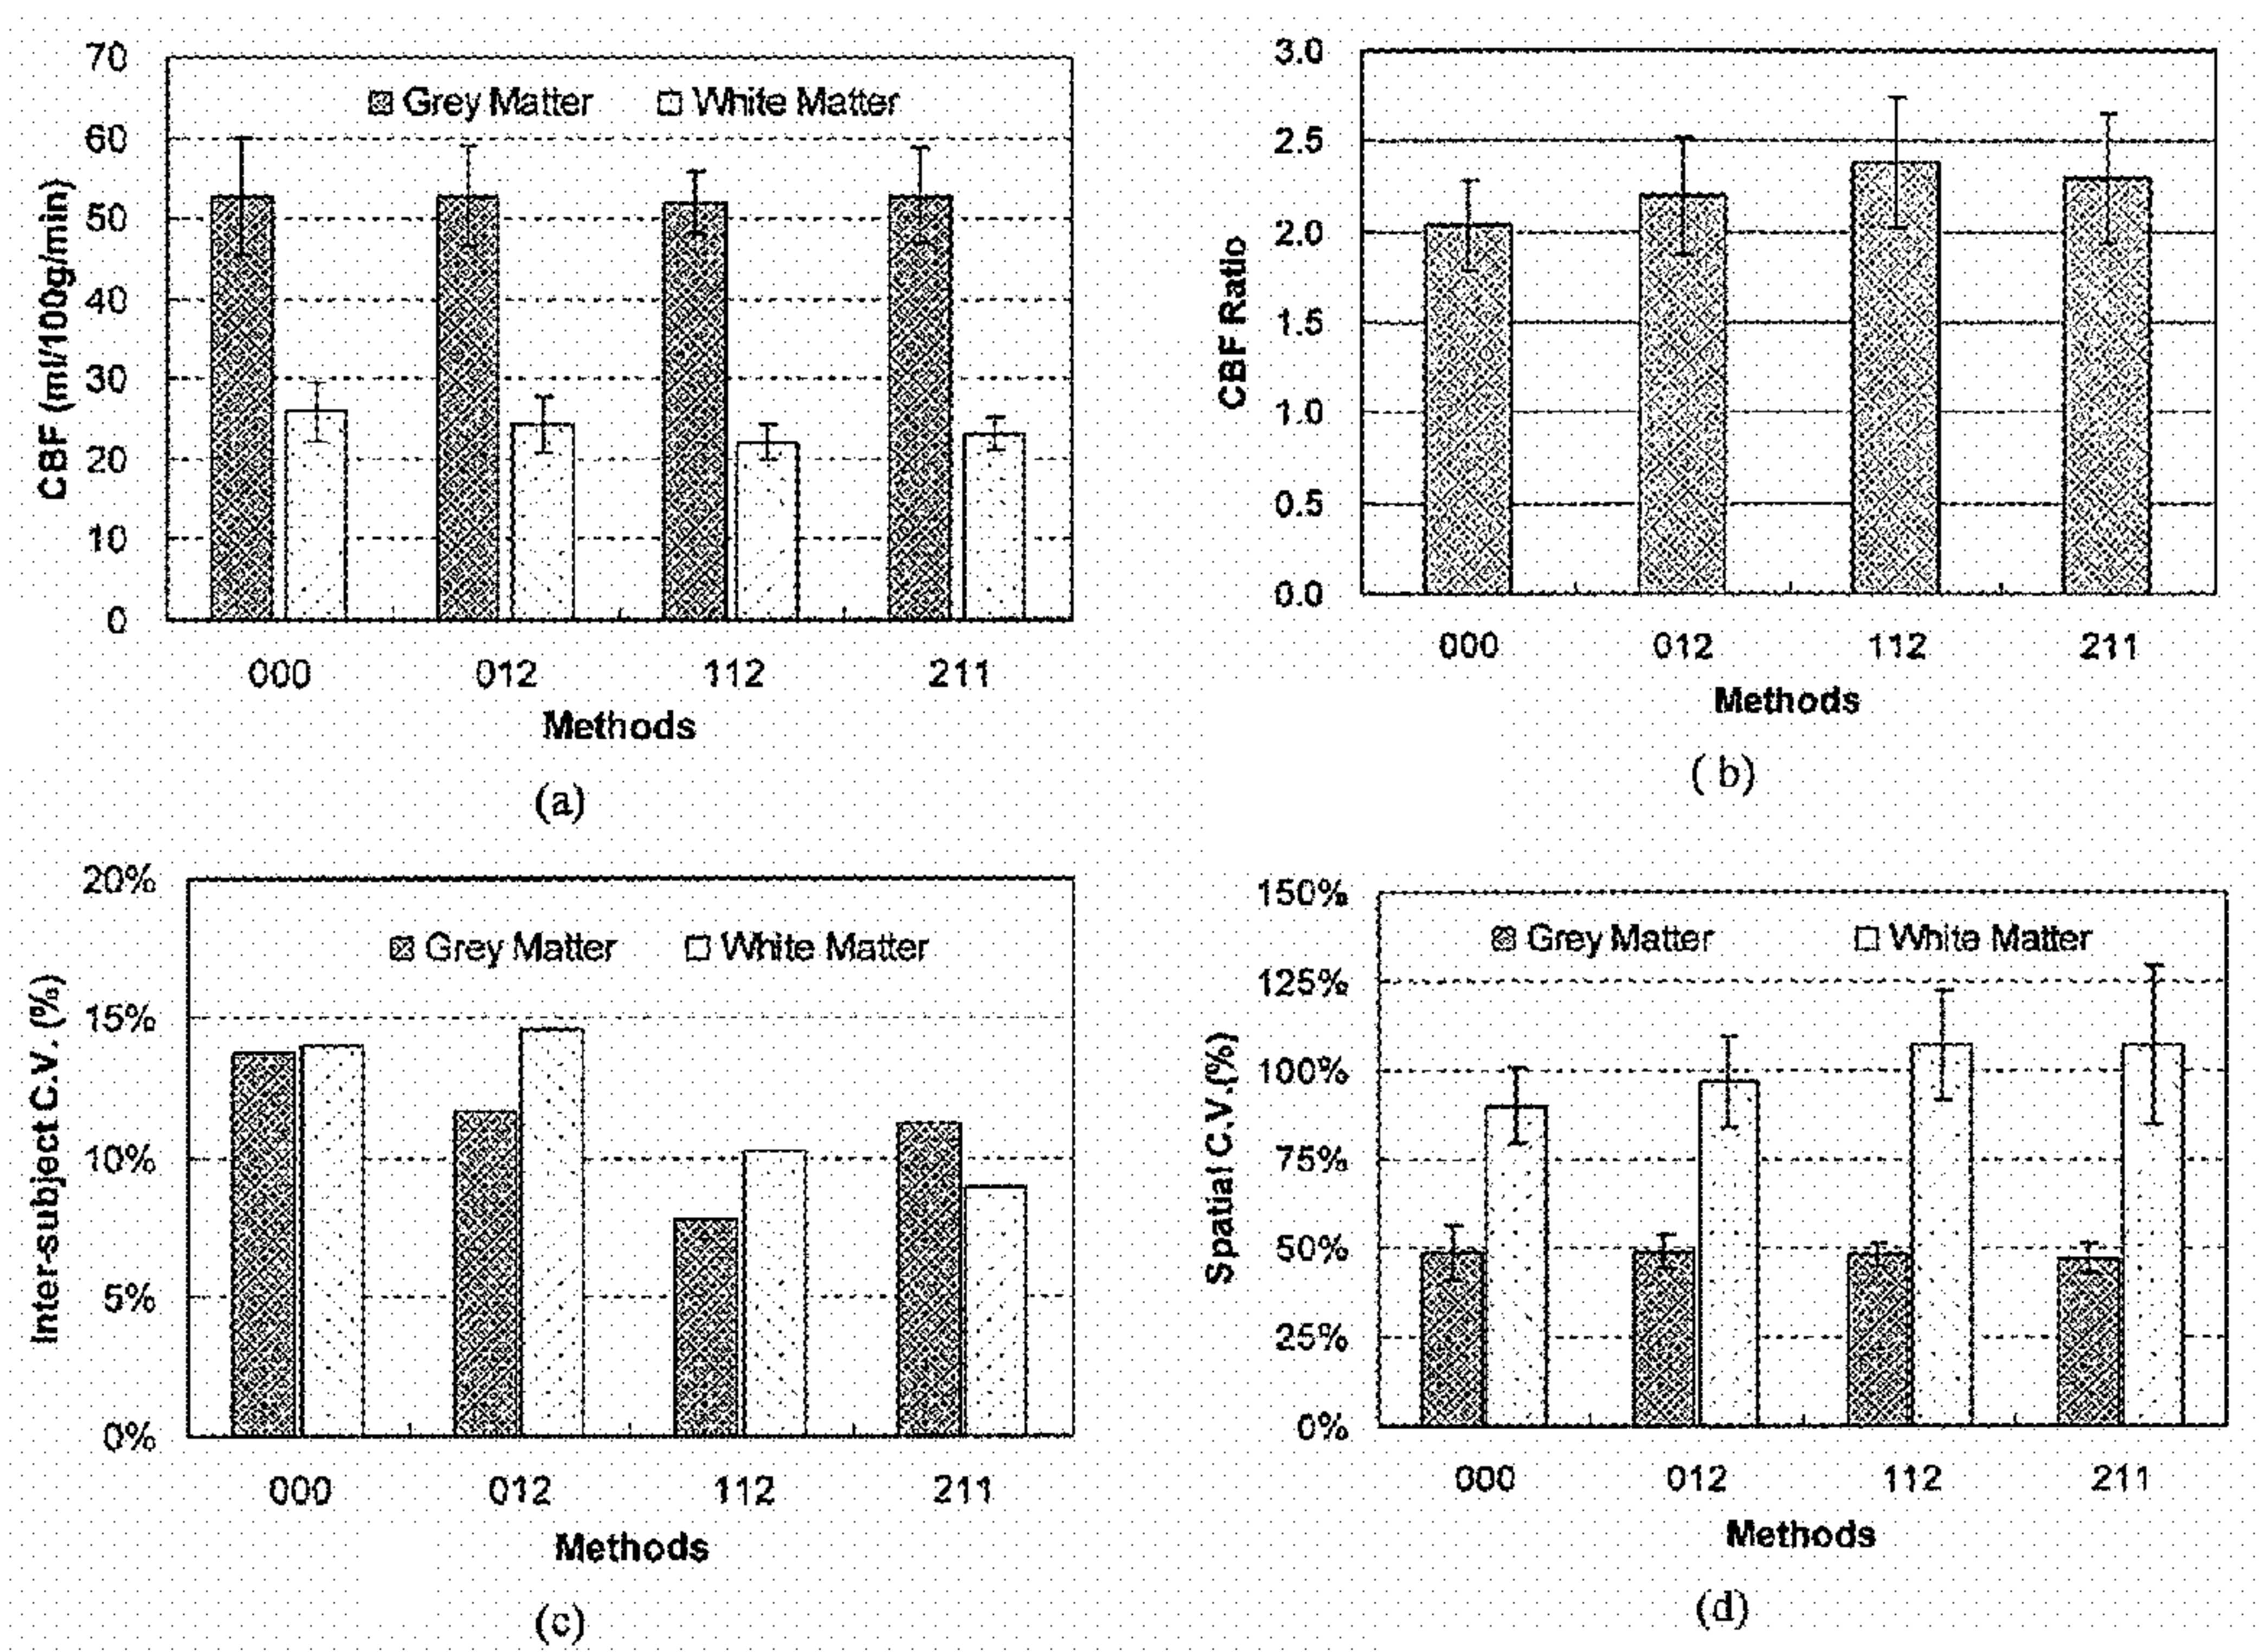 70
60
50
40
30
20
10
0
CBF (ml/100g/min)
Grey Matter White Matter
000 012 112 211
Methods
(a)
3.0
2.5
2.0
1.5
1.0
0.5
0.0
CBF Ratio
000 012 112 211
Methods
( b)
20%
15%
10%
5%
0%
Inter-subject C.V. (%)
Grey Matter White Matter
000 012 112 211
Methods
(c)
150%
125%
100%
75%
50%
25%
0%
Spatial C.V.(%)
Grey Matter White Matter
000 012 112 211
Methods
(d)